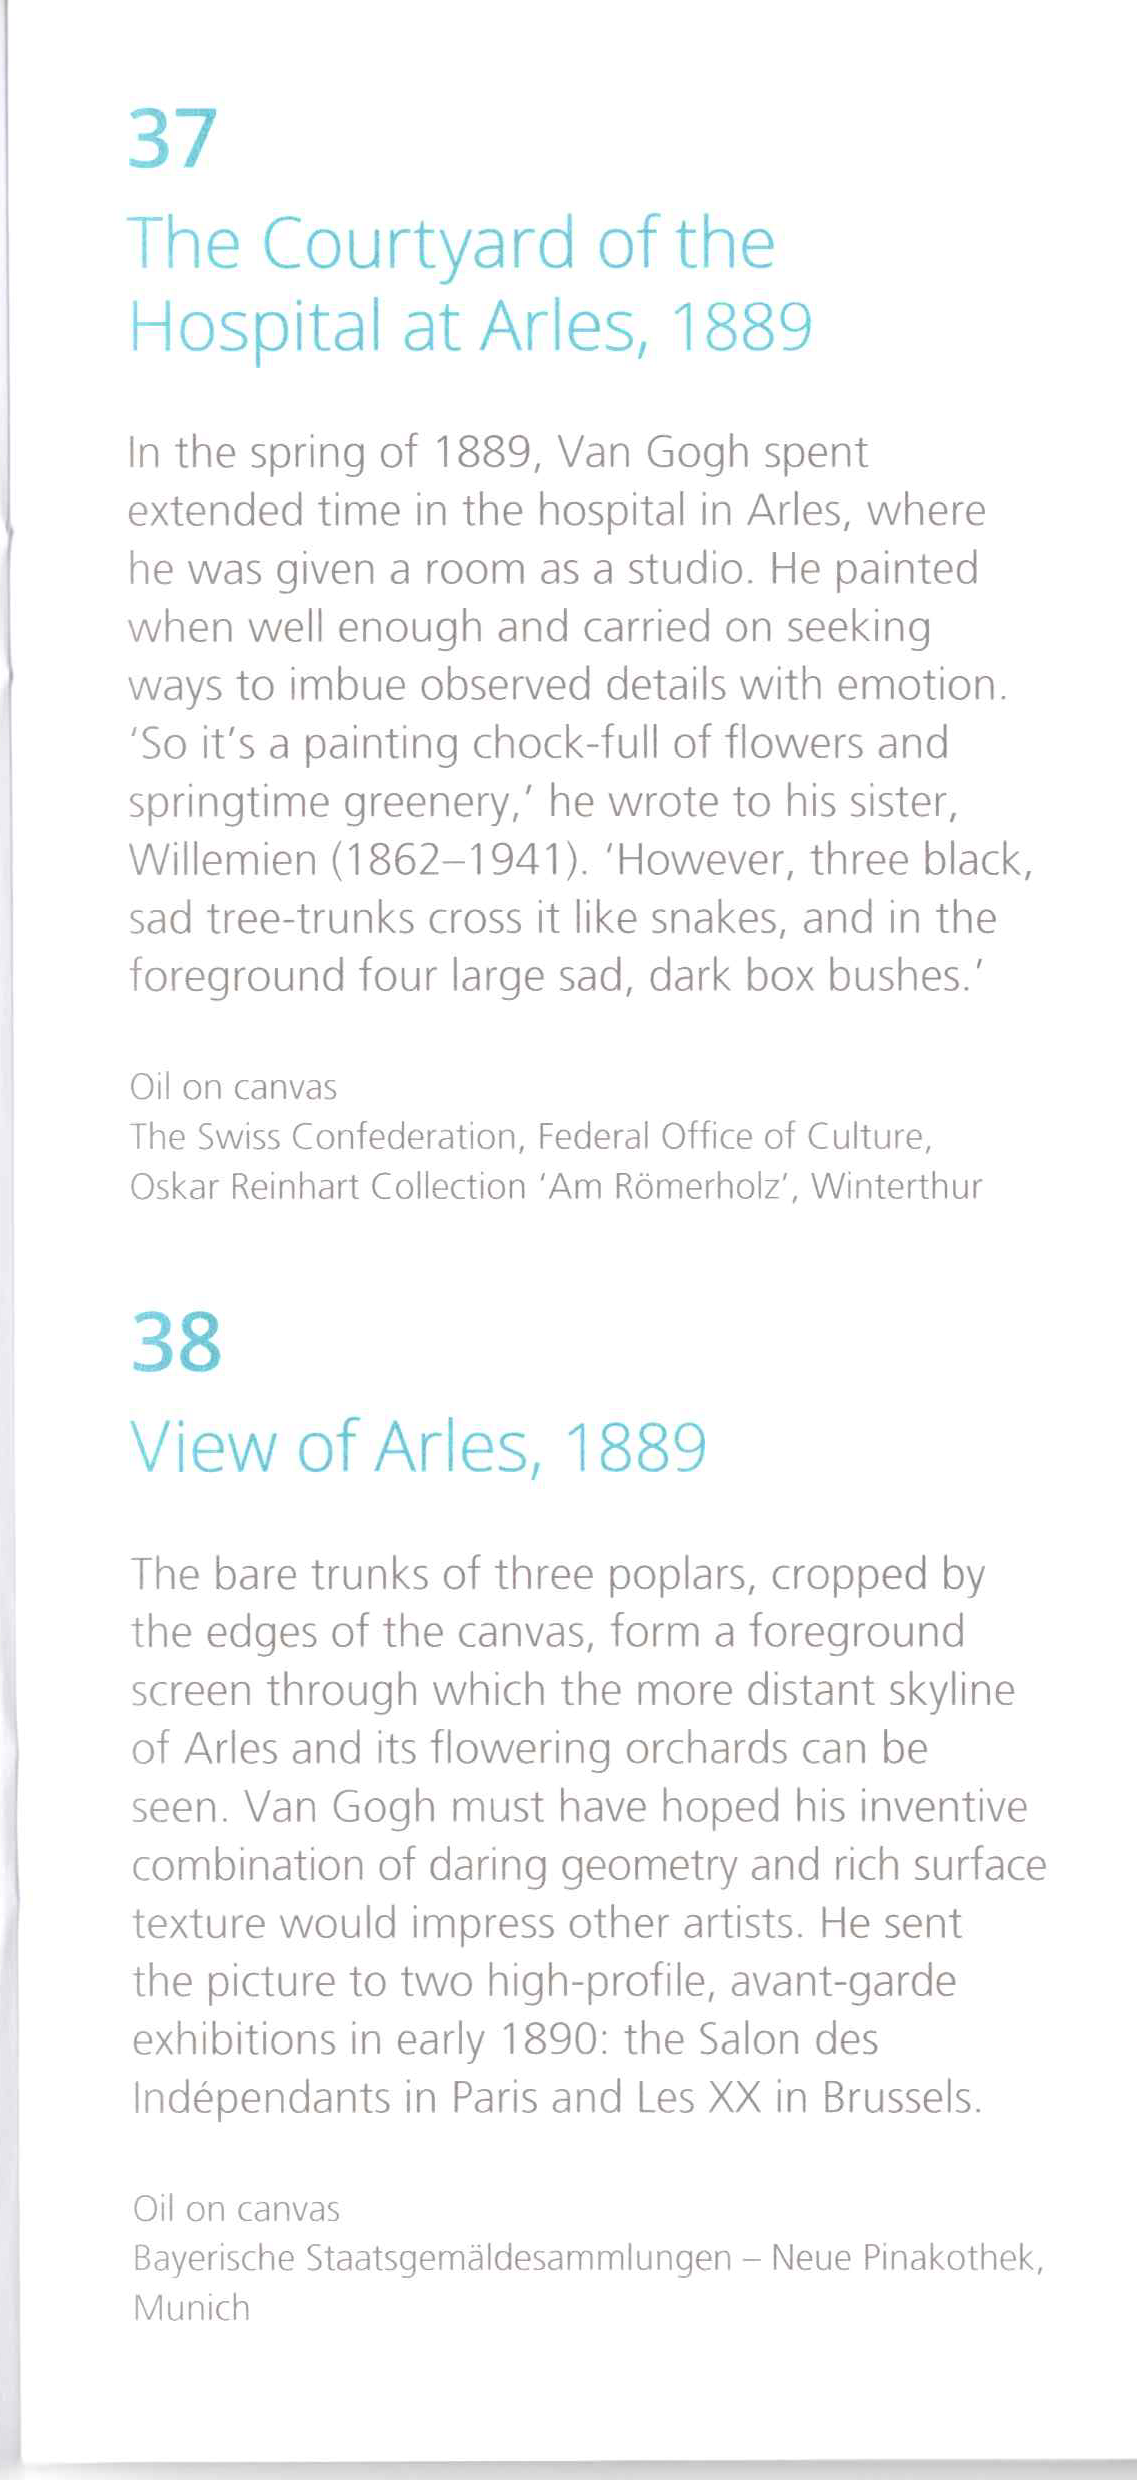 37
The Courtyard of the
Hospital at Arles, 1889
In the spring of 1889, Van Gogh spent
extended time in the hospital in Arles, where
he was given a room as a studio. He painted
when well enough and carried on seeking
ways to imbue observed details with emotion.
‘So it’s a painting chock-full of flowers and
springtime greenery,’ he wrote to his sister,
Willemien (1862–1941). ‘However, three black,
sad tree-trunks cross it like snakes, and in the
foreground four large sad, dark box bushes.’
Oil on canvas
The Swiss Confederation, Federal Office of Culture,
Oskar Reinhart Collection ‘Am Römerholz’, Winterthur
38
View of Arles, 1889
The bare trunks of three poplars, cropped by
the edges of the canvas, form a foreground
screen through which the more distant skyline
of Arles and its flowering orchards can be
seen. Van Gogh must have hoped his inventive
combination of daring geometry and rich surface
texture would impress other artists. He sent
the picture to two high-profile, avant-garde
exhibitions in early 1890: the Salon des
Indépendants in Paris and Les XX in Brussels.
Oil on canvas
Bayerische Staatsgemäldesammlungen – Neue Pinakothek,
Munich